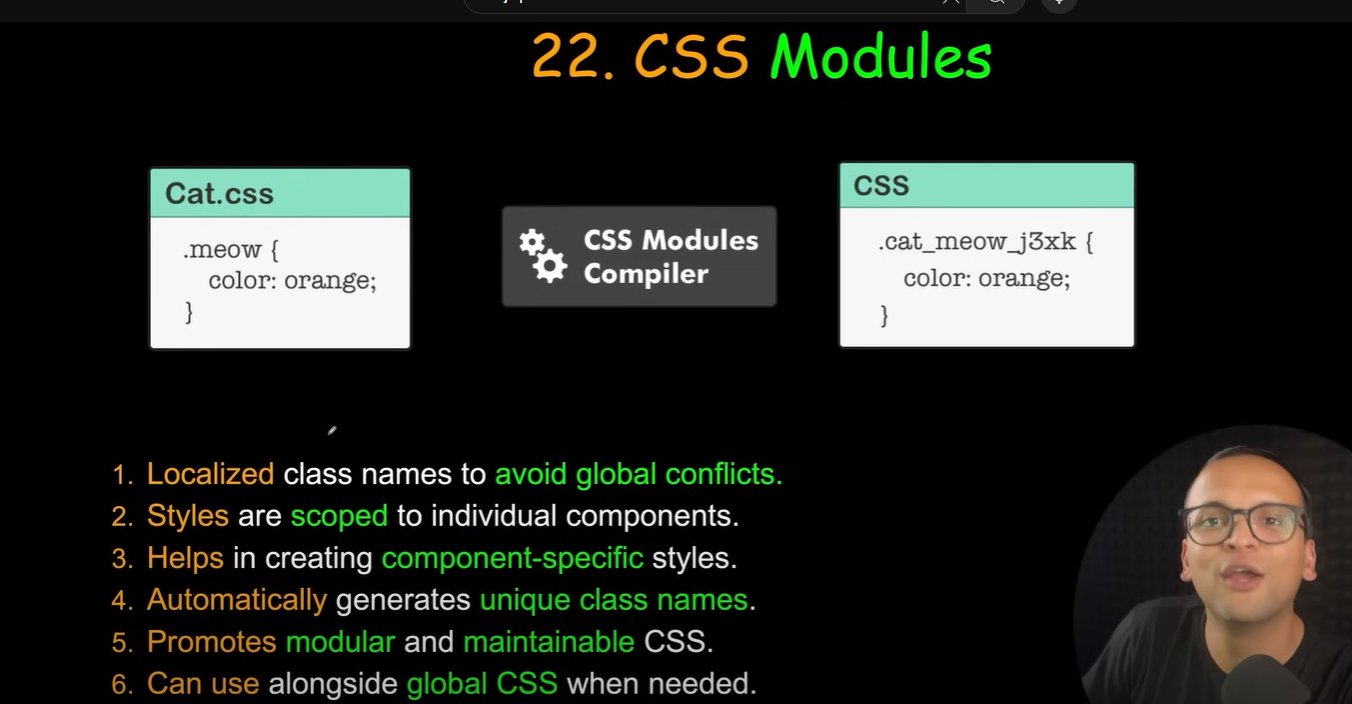 22. CSS Modules
Cat.css
.meow {
color: orange;
}
CSS Modules
Compiler
CSS
.cat_meow_j3xk {
color: orange;
}
1. Localized class names to avoid global conflicts.
2. Styles are scoped to individual components.
3. Helps in creating component-specific styles.
4. Automatically generates unique class names.
5. Promotes modular and maintainable CSS.
6. Can use alongside global CSS when needed.